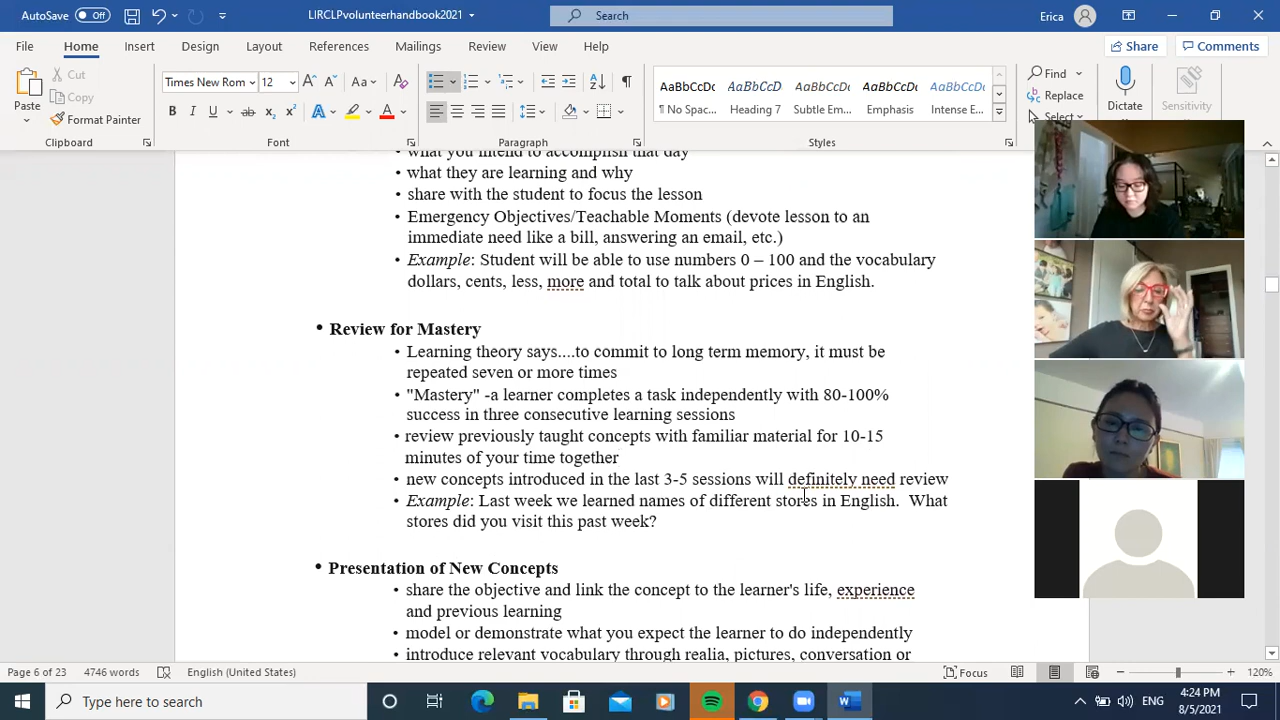 AutoSave Off LIRCLPvolunteerhandbook2021 Search Erica
File Home Insert Design Layout References Mailings Review View Help Share Comments
Paste
Cut
Copy
Format Painter
Clipboard
Times New Rom 12
Font
Paragraph
AaBbCcDc AaBbCcD AaBbCcDc AaBbCcDc AaBbCcDc
¶ No Spac... Heading 7 Subtle Em... Emphasis Intense E...
Styles
Find
Replace
Select
Dictate
Sensitivity
what you intend to accomplish that day
• what they are learning and why
• share with the student to focus the lesson
• Emergency Objectives/Teachable Moments (devote lesson to an
immediate need like a bill, answering an email, etc.)
• Example: Student will be able to use numbers 0 – 100 and the vocabulary
dollars, cents, less, more and total to talk about prices in English.
• Review for Mastery
• Learning theory says....to commit to long term memory, it must be
repeated seven or more times
• "Mastery" -a learner completes a task independently with 80-100%
success in three consecutive learning sessions
• review previously taught concepts with familiar material for 10-15
minutes of your time together
• new concepts introduced in the last 3-5 sessions will definitely need review
• Example: Last week we learned names of different stores in English.  What
stores did you visit this past week?
• Presentation of New Concepts
• share the objective and link the concept to the learner's life, experience
and previous learning
• model or demonstrate what you expect the learner to do independently
• introduce relevant vocabulary through realia, pictures, conversation or
Page 6 of 23 4746 words English (United States) Focus 120%
Type here to search
ENG
4:24 PM
8/5/2021